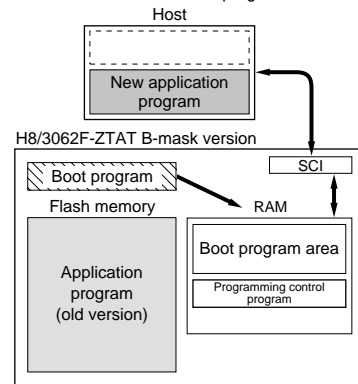 Host
New application
program
H8/3062F-ZTAT B-mask version
SCI
Boot program
Flash memory
RAM
Application
program
(old version)
Boot program area
Programming control
program